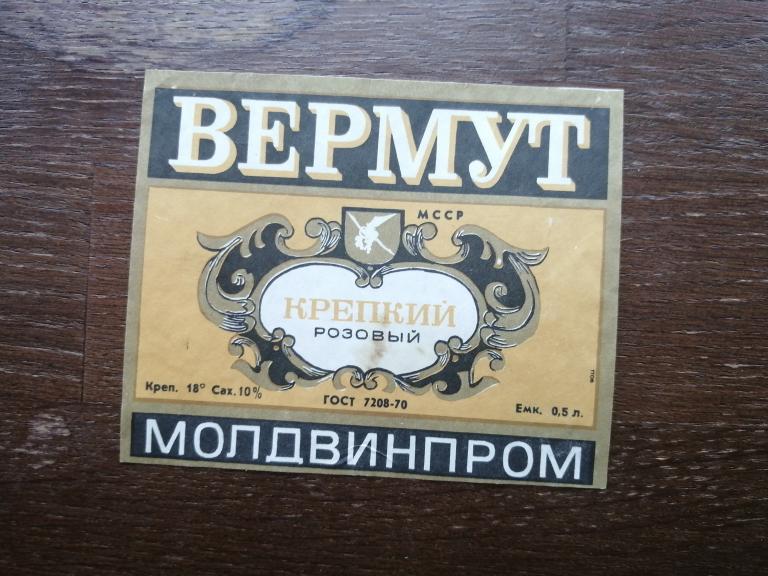 ВЕРМУТ
МССР
КРЕПКИЙ
РОЗОВЫЙ
Креп. 18° Сах. 10%
ГОСТ 7208-70
Емк. 0,5 л.
МОЛДВИНПРОМ